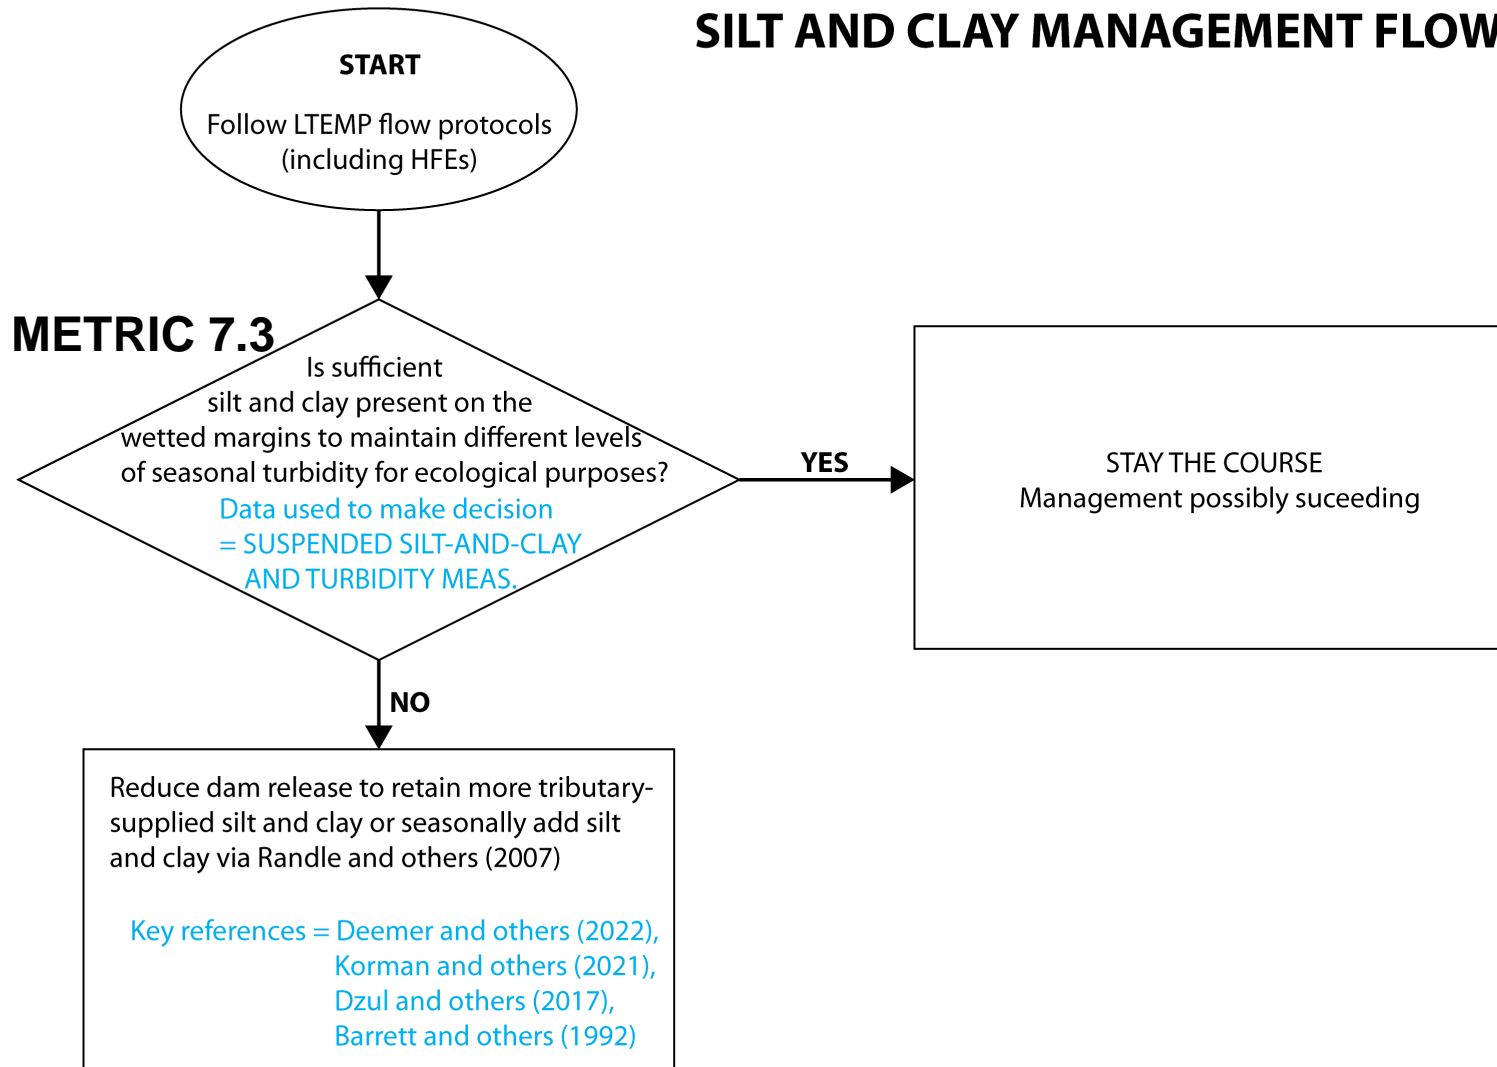 SILT AND CLAY MANAGEMENT FLOW
START
Follow LTEMP flow protocols
(including HFEs)
METRIC 7.3
Is sufficient
silt and clay present on the
wetted margins to maintain different levels
of seasonal turbidity for ecological purposes?
Data used to make decision
= SUSPENDED SILT-AND-CLAY
AND TURBIDITY MEAS.
YES
STAY THE COURSE
Management possibly suceeding
NO
Reduce dam release to retain more tributary-
supplied silt and clay or seasonally add silt
and clay via Randle and others (2007)
Key references = Deemer and others (2022),
Korman and others (2021),
Dzul and others (2017),
Barrett and others (1992)